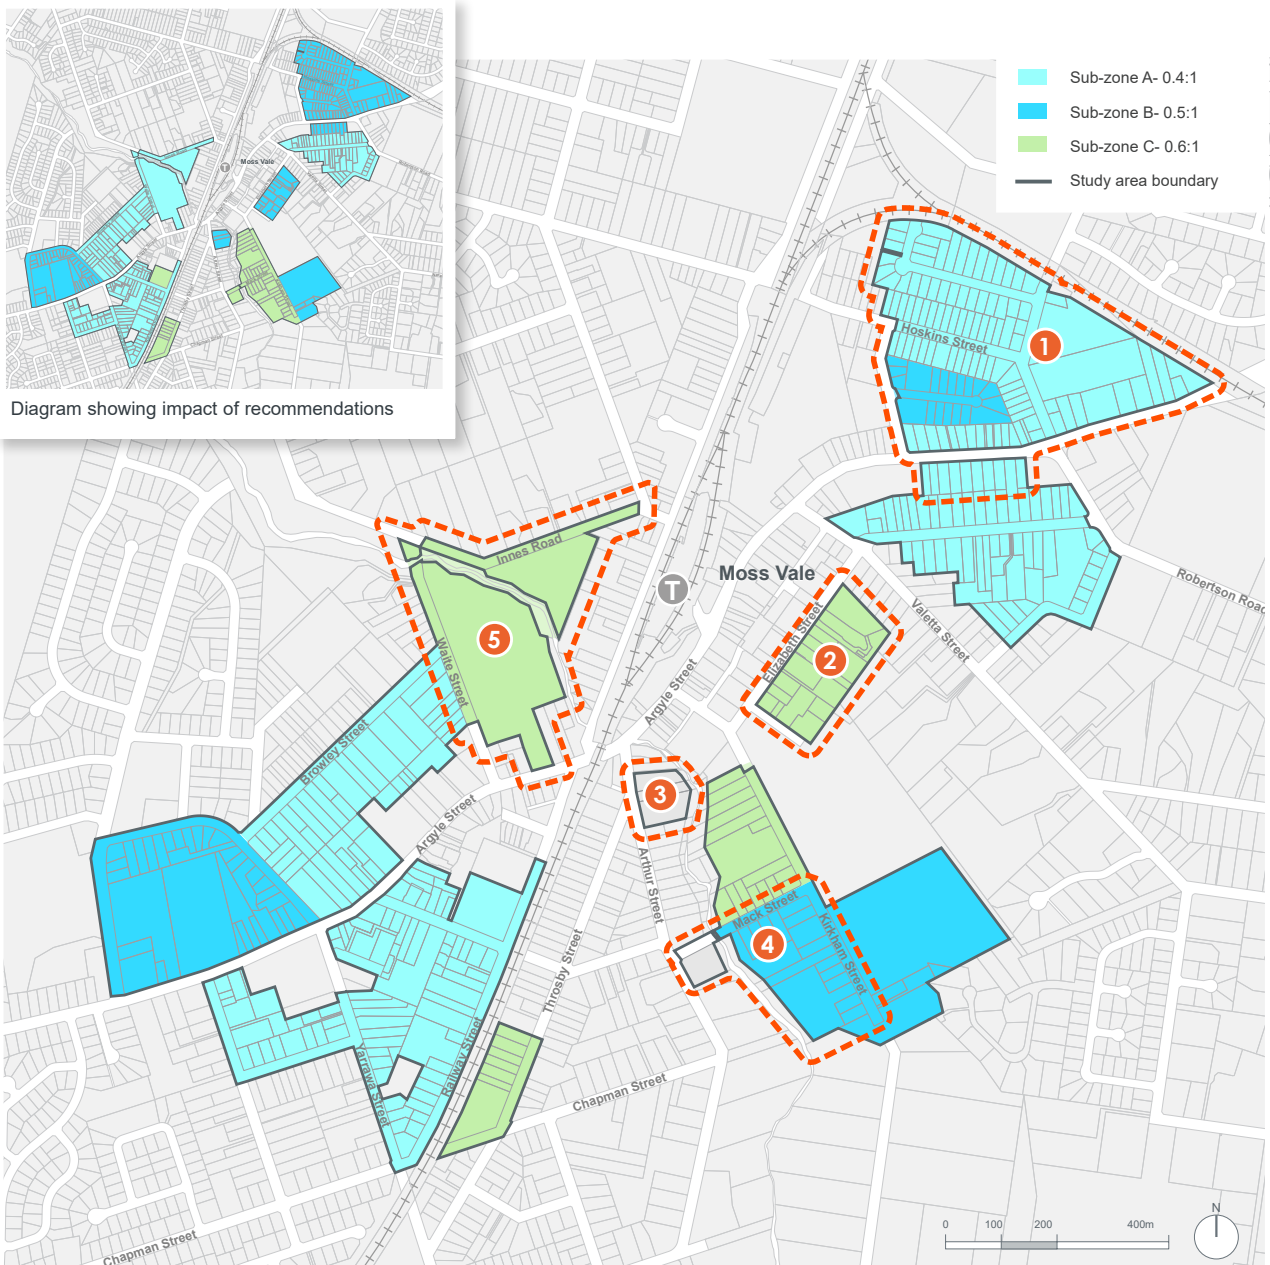 Sub-zone A- 0.4:1
Sub-zone B- 0.5:1
Sub-zone C- 0.6:1
Study area boundary
Moss Vale
T
Diagram showing impact of recommendations
Hoskins Street
1
Innes Road
T
Moss Vale
Robertson Road
Valetta Street
Elizabeth Street
2
5
Waite Street
Argyle Street
Browley Street
3
Argyle Street
Arthur Street
Mack Street
4
Kirkham Street
Throsby Street
Railway Street
Yarrawa Street
Chapman Street
Chapman Street
0 100 200 400m
N